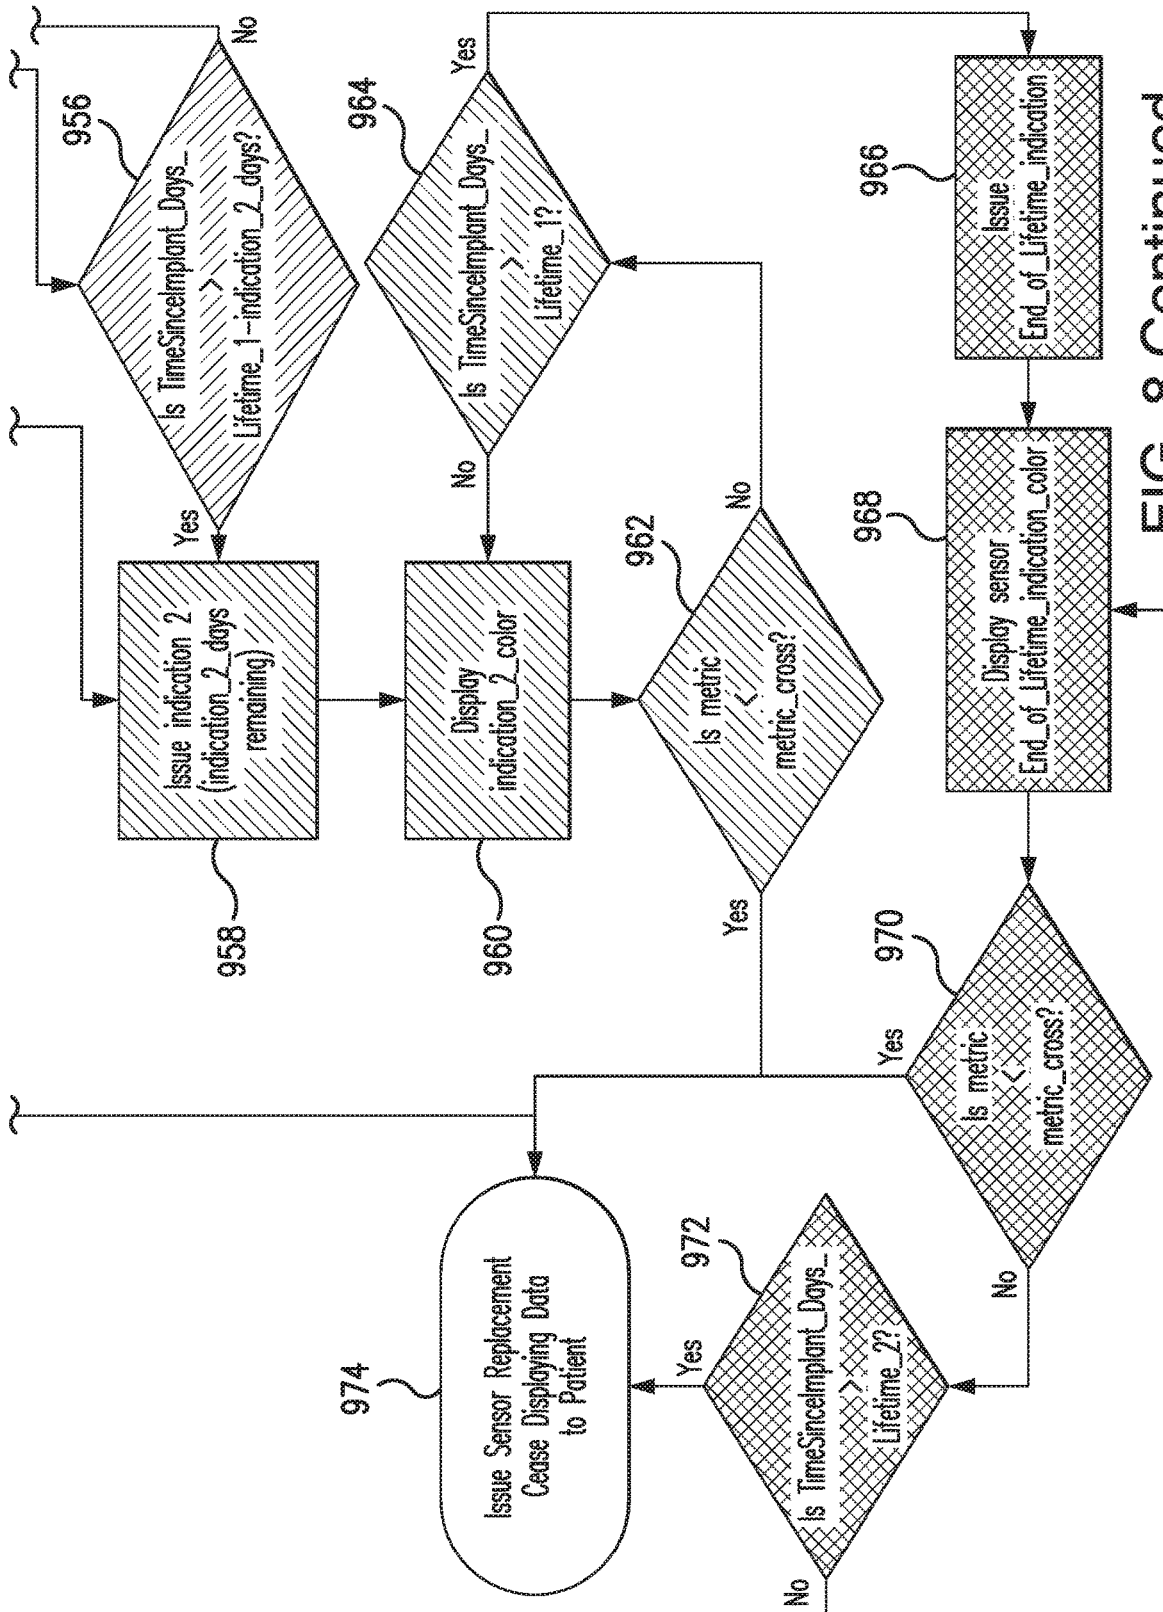 956
Is TimeSinceImplant_Days_
>
Lifetime_1-indication_2_days?
No
Yes
958
Issue indication 2
(indication_2_days
remaining)
960
Display
indication_2_color
964
Is TimeSinceImplant_Days_
>
Lifetime_1?
Yes
No
962
Is metric
<
metric_cross?
Yes
No
966
Issue
End_of_Lifetime_indication
968
Display sensor
End_of_Lifetime_indication_color
970
Is metric
<
metric_cross?
Yes
No
972
Is TimeSinceImplant_Days_
>
Lifetime_2?
Yes
No
974
Issue Sensor Replacement
Cease Displaying Data
to Patient
FIG. 8 Continued